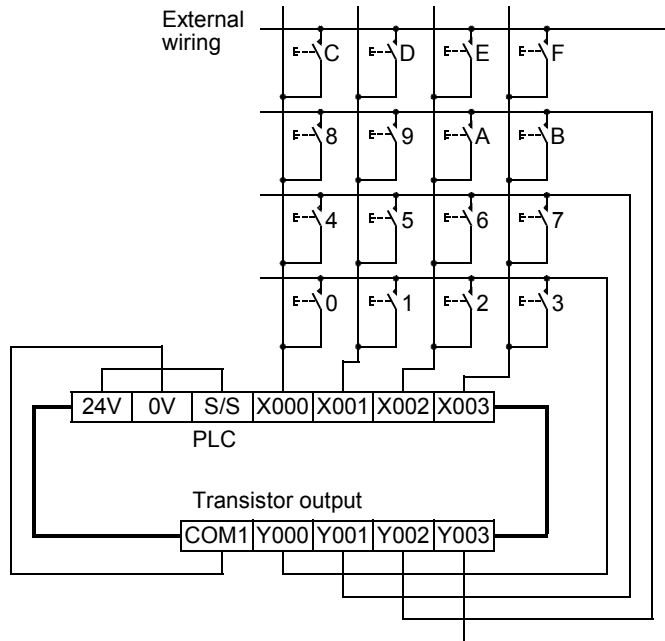 External
wiring
C D E F
8 9 A B
4 5 6 7
0 1 2 3
24V 0V S/S X000 X001 X002 X003
PLC
Transistor output
COM1 Y000 Y001 Y002 Y003